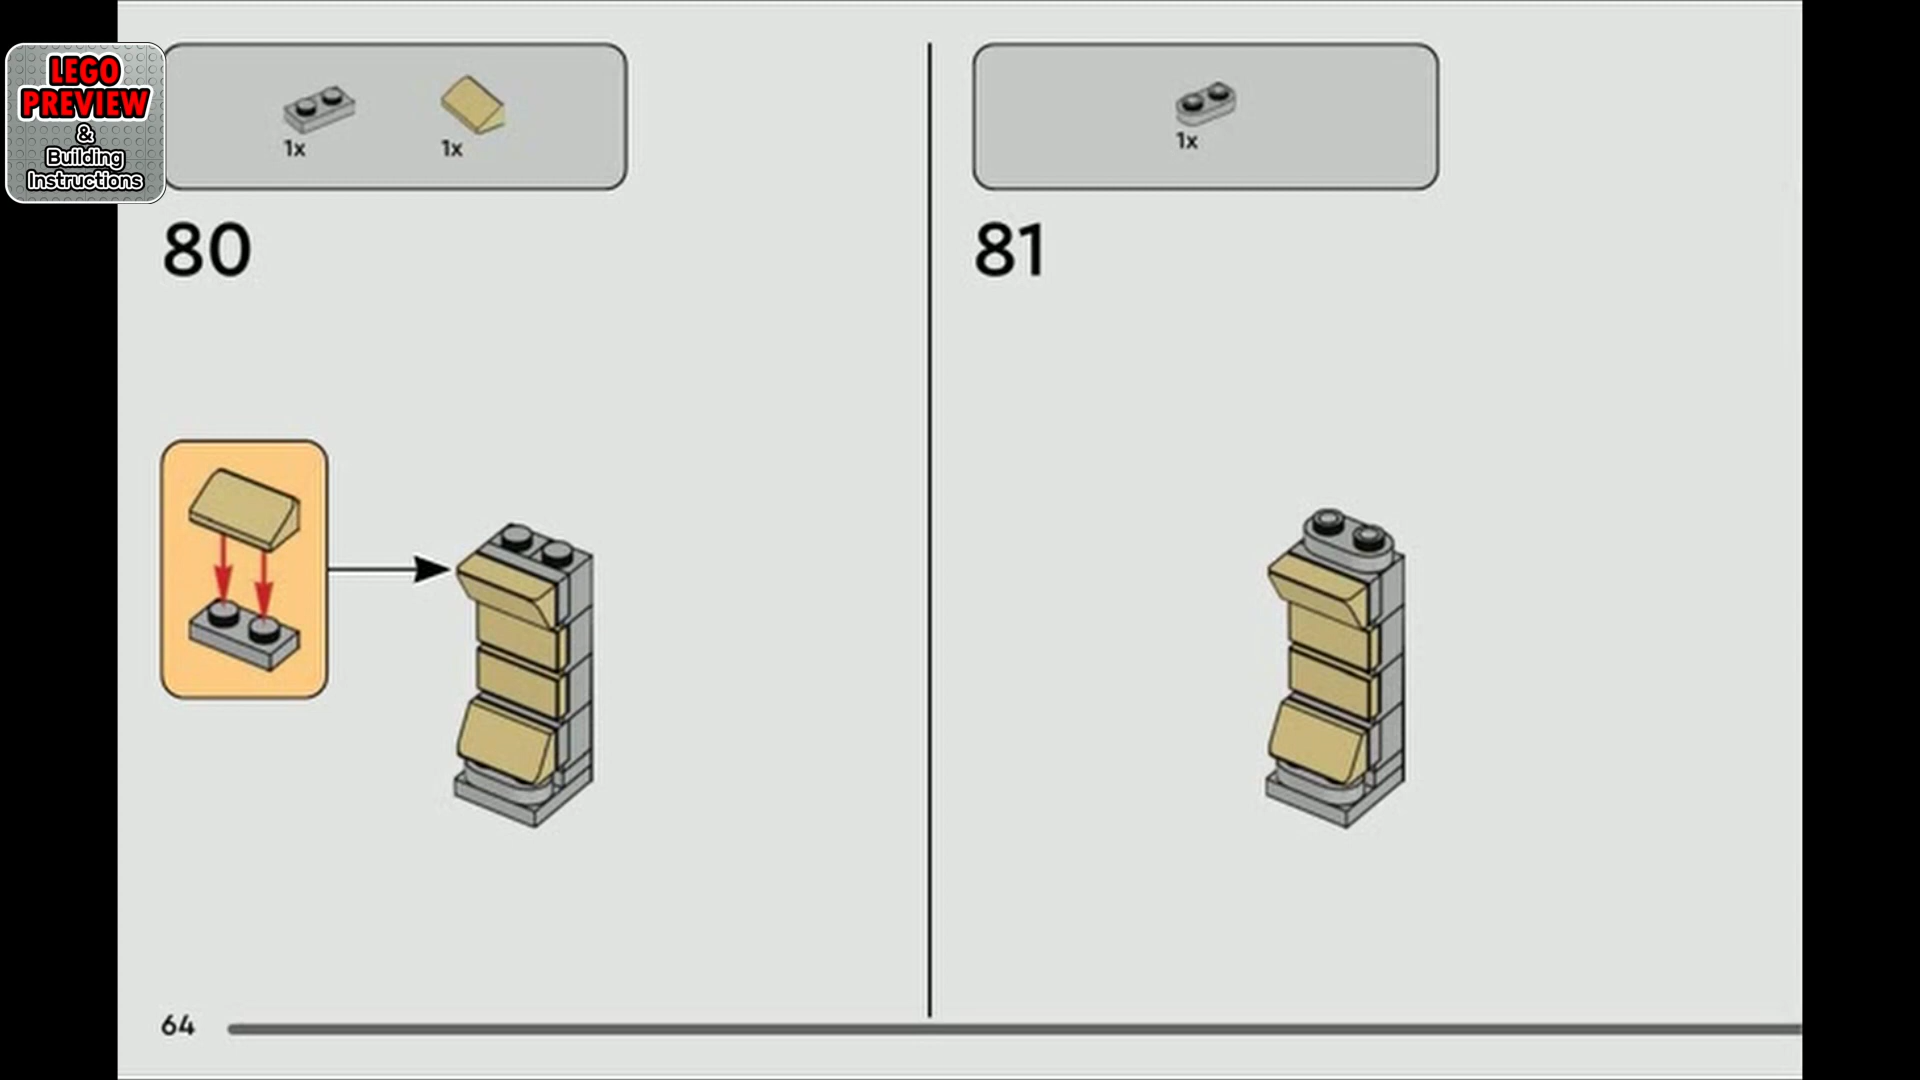 LEGO
PREVIEW
&
Building
Instructions
1x 1x
80
1x
81
64